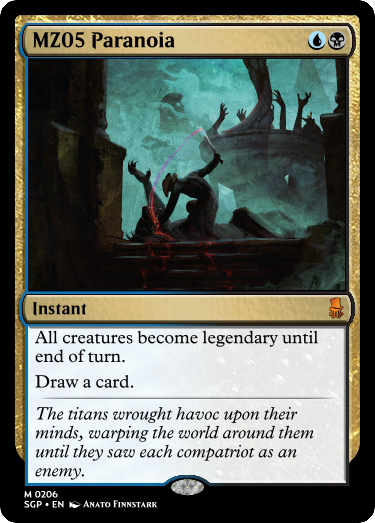 MZ05 Paranoia
Instant
All creatures become legendary until
end of turn.
Draw a card.
The titans wrought havoc upon their
minds, warping the world around them
until they saw each compatriot as an
enemy.
M 0206
SGP • EN Anato Finnstark